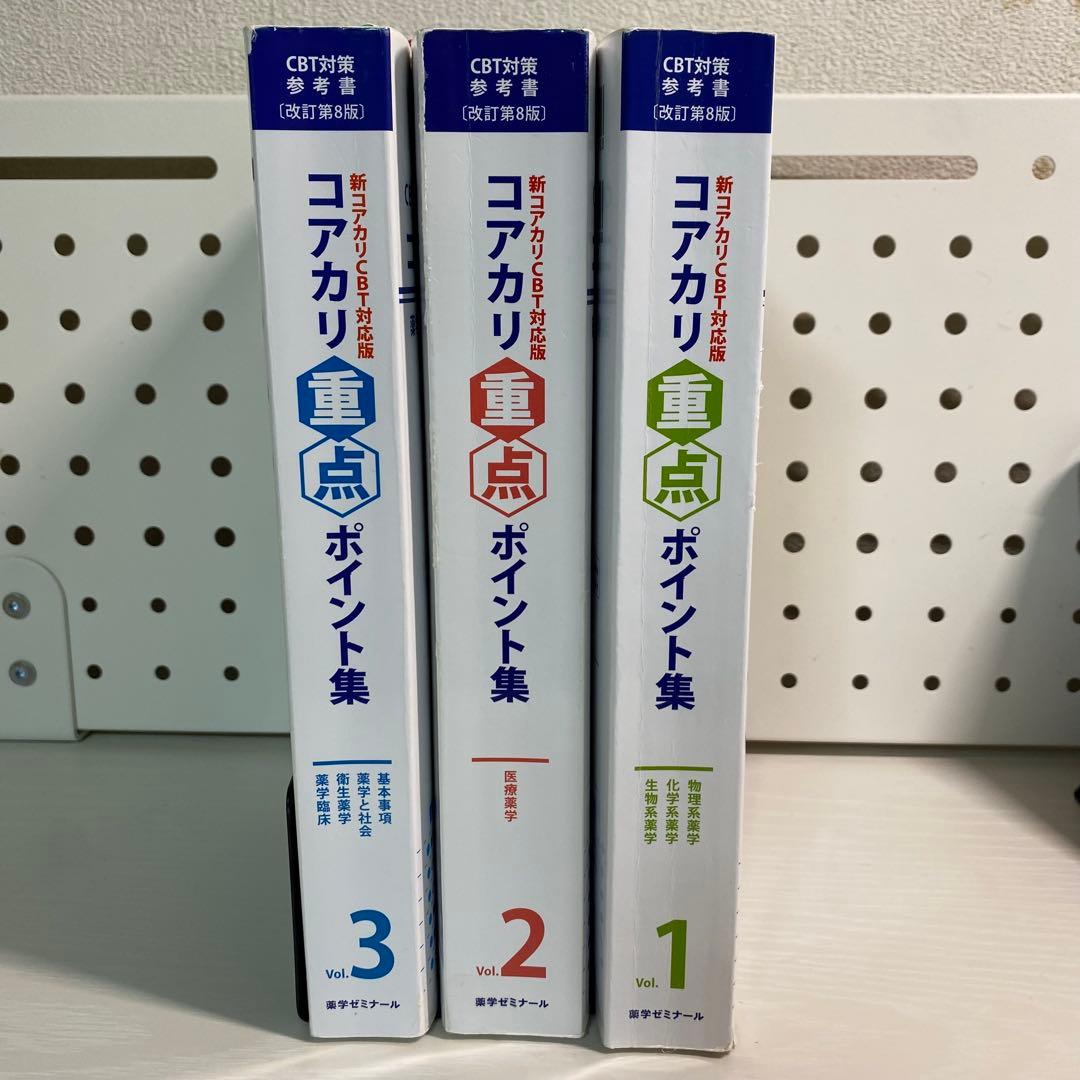 CBT対策
参考書
〔改訂第8版〕
新コアカリCBT対応版
コアカリ重点ポイント集
基本事項
薬学と社会
衛生薬学
薬学臨床
Vol.3
薬学ゼミナール
CBT対策
参考書
〔改訂第8版〕
新コアカリCBT対応版
コアカリ重点ポイント集
医療薬学
Vol.2
薬学ゼミナール
CBT対策
参考書
〔改訂第8版〕
新コアカリCBT対応版
コアカリ重点ポイント集
物理系薬学
化学系薬学
生物系薬学
Vol.1
薬学ゼミナール